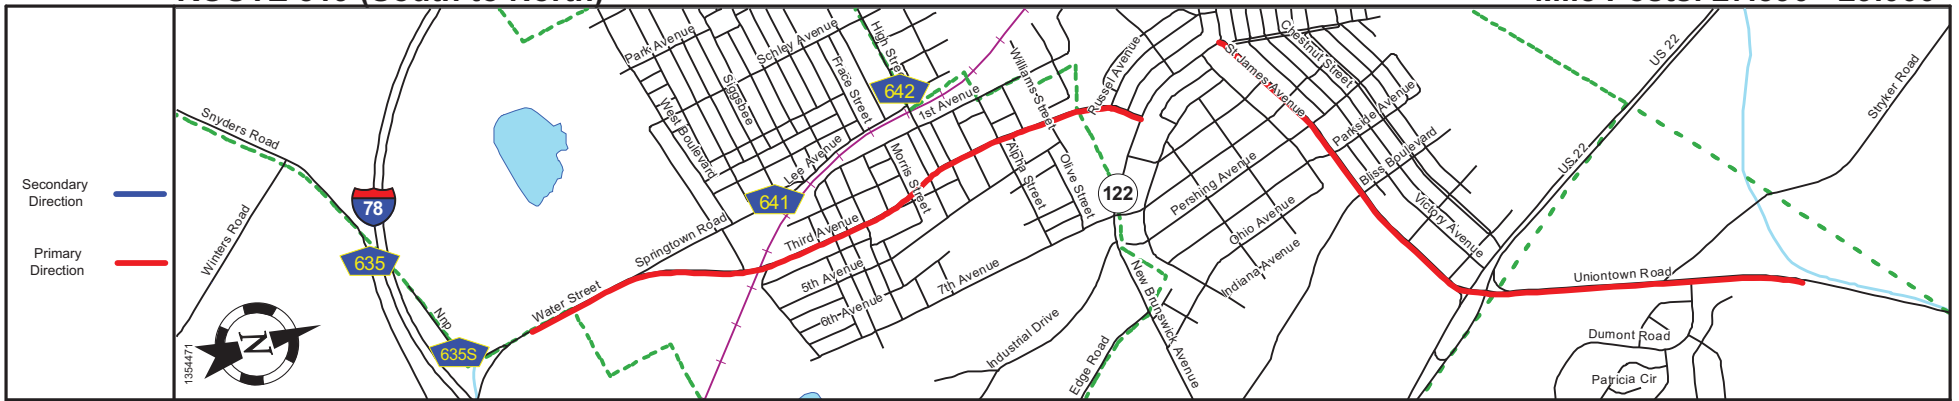 Secondary
Direction
Primary
Direction
Snyders Road
Winters Road
1354471
N
78
635
635S
Nnp
Water Street
Springtown Road
Park Avenue
Schley Avenue
Siggsbee
West Boulevard
Frace Street
High Street
642
641
Lee Avenue
1st Avenue
Morris Street
Third Avenue
5th Avenue
6th Avenue
7th Avenue
Williams Street
Alpha Street
Olive Street
Russel Avenue
122
Industrial Drive
Edge Road
New Brunswick Avenue
Pershing Avenue
Ohio Avenue
Indiana Avenue
St James Avenue
Chestnut Street
Parkside Avenue
Bliss Boulevard
Victory Avenue
US 22
US 22
Stryker Road
Uniontown Road
Dumont Road
Patricia Cir